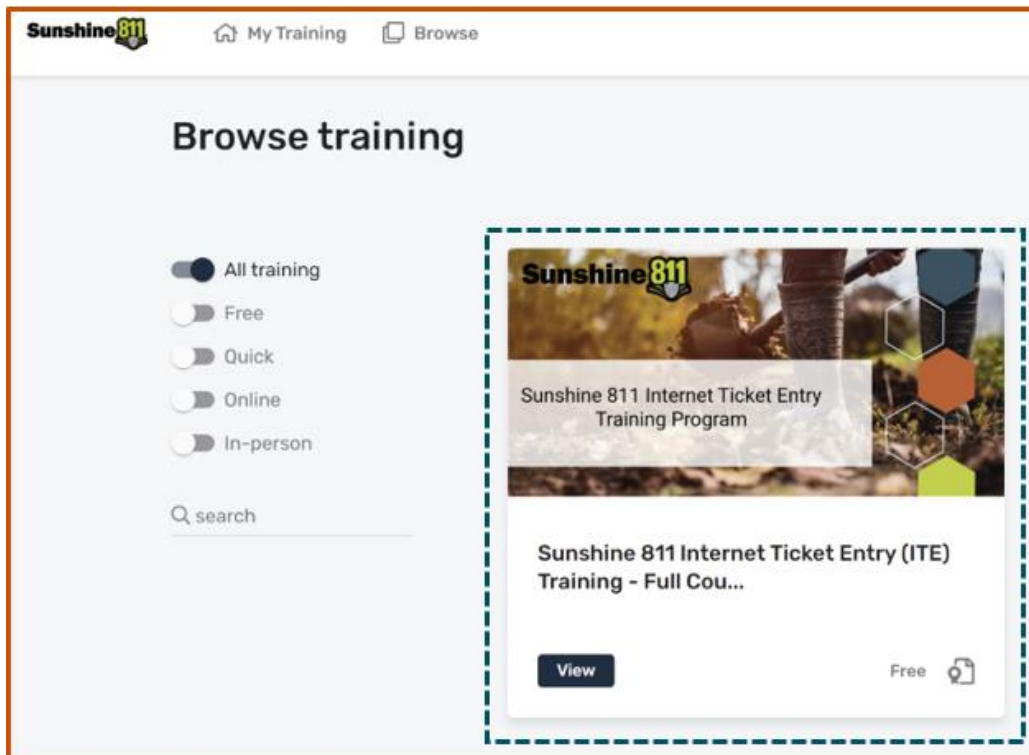 Sunshine 811
My Training
Browse
Browse training
All training
Free
Quick
Online
In-person
search
Sunshine 811
Sunshine 811 Internet Ticket Entry
Training Program
Sunshine 811 Internet Ticket Entry (ITE)
Training - Full Cou...
View
Free